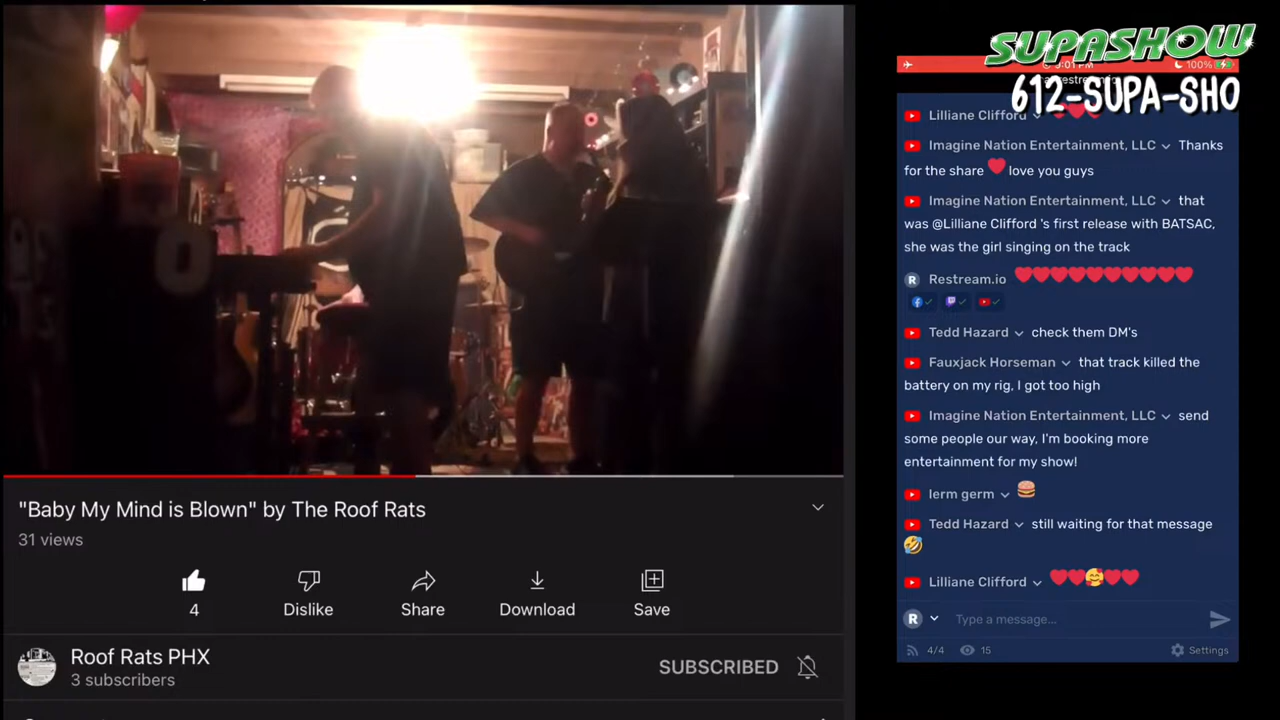 "Baby My Mind is Blown" by The Roof Rats
31 views
4
Dislike
Share
Download
Save
Roof Rats PHX
3 subscribers
SUBSCRIBED
SUPASHOW
100%
612-SUPA-SHO
Lilliane Clifford ❤❤
Imagine Nation Entertainment, LLC Thanks
for the share ❤ love you guys
Imagine Nation Entertainment, LLC that
was @Lilliane Clifford 's first release with BATSAC,
she was the girl singing on the track
R Restream.io ❤❤❤❤❤❤❤❤❤❤
Tedd Hazard check them DM's
Fauxjack Horseman that track killed the
battery on my rig, I got too high
Imagine Nation Entertainment, LLC send
some people our way, I'm booking more
entertainment for my show!
lerm germ 🍔
Tedd Hazard still waiting for that message
🤣
Lilliane Clifford ❤❤🥰❤❤
R Type a message...
4/4 15 Settings